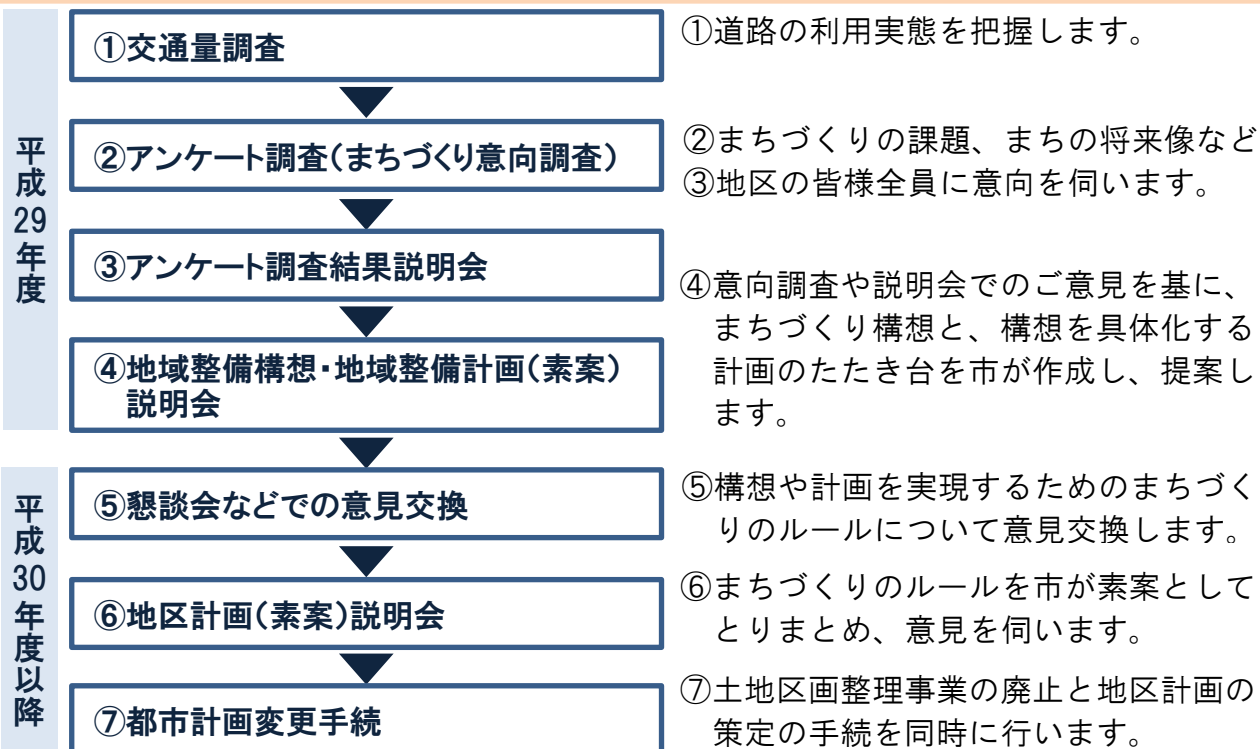 平成29年度
①交通量調査
①道路の利用実態を把握します。
②アンケート調査(まちづくり意向調査)
②まちづくりの課題、まちの将来像など
③地区の皆様全員に意向を伺います。
③アンケート調査結果説明会
④地域整備構想・地域整備計画(素案)
説明会
④意向調査や説明会でのご意見を基に、
まちづくり構想と、構想を具体化する
計画のたたき台を市が作成し、提案し
ます。
平成30年度以降
⑤懇談会などでの意見交換
⑤構想や計画を実現するためのまちづく
りのルールについて意見交換します。
⑥地区計画(素案)説明会
⑥まちづくりのルールを市が素案として
とりまとめ、意見を伺います。
⑦都市計画変更手続
⑦土地区画整理事業の廃止と地区計画の
策定の手続を同時に行います。